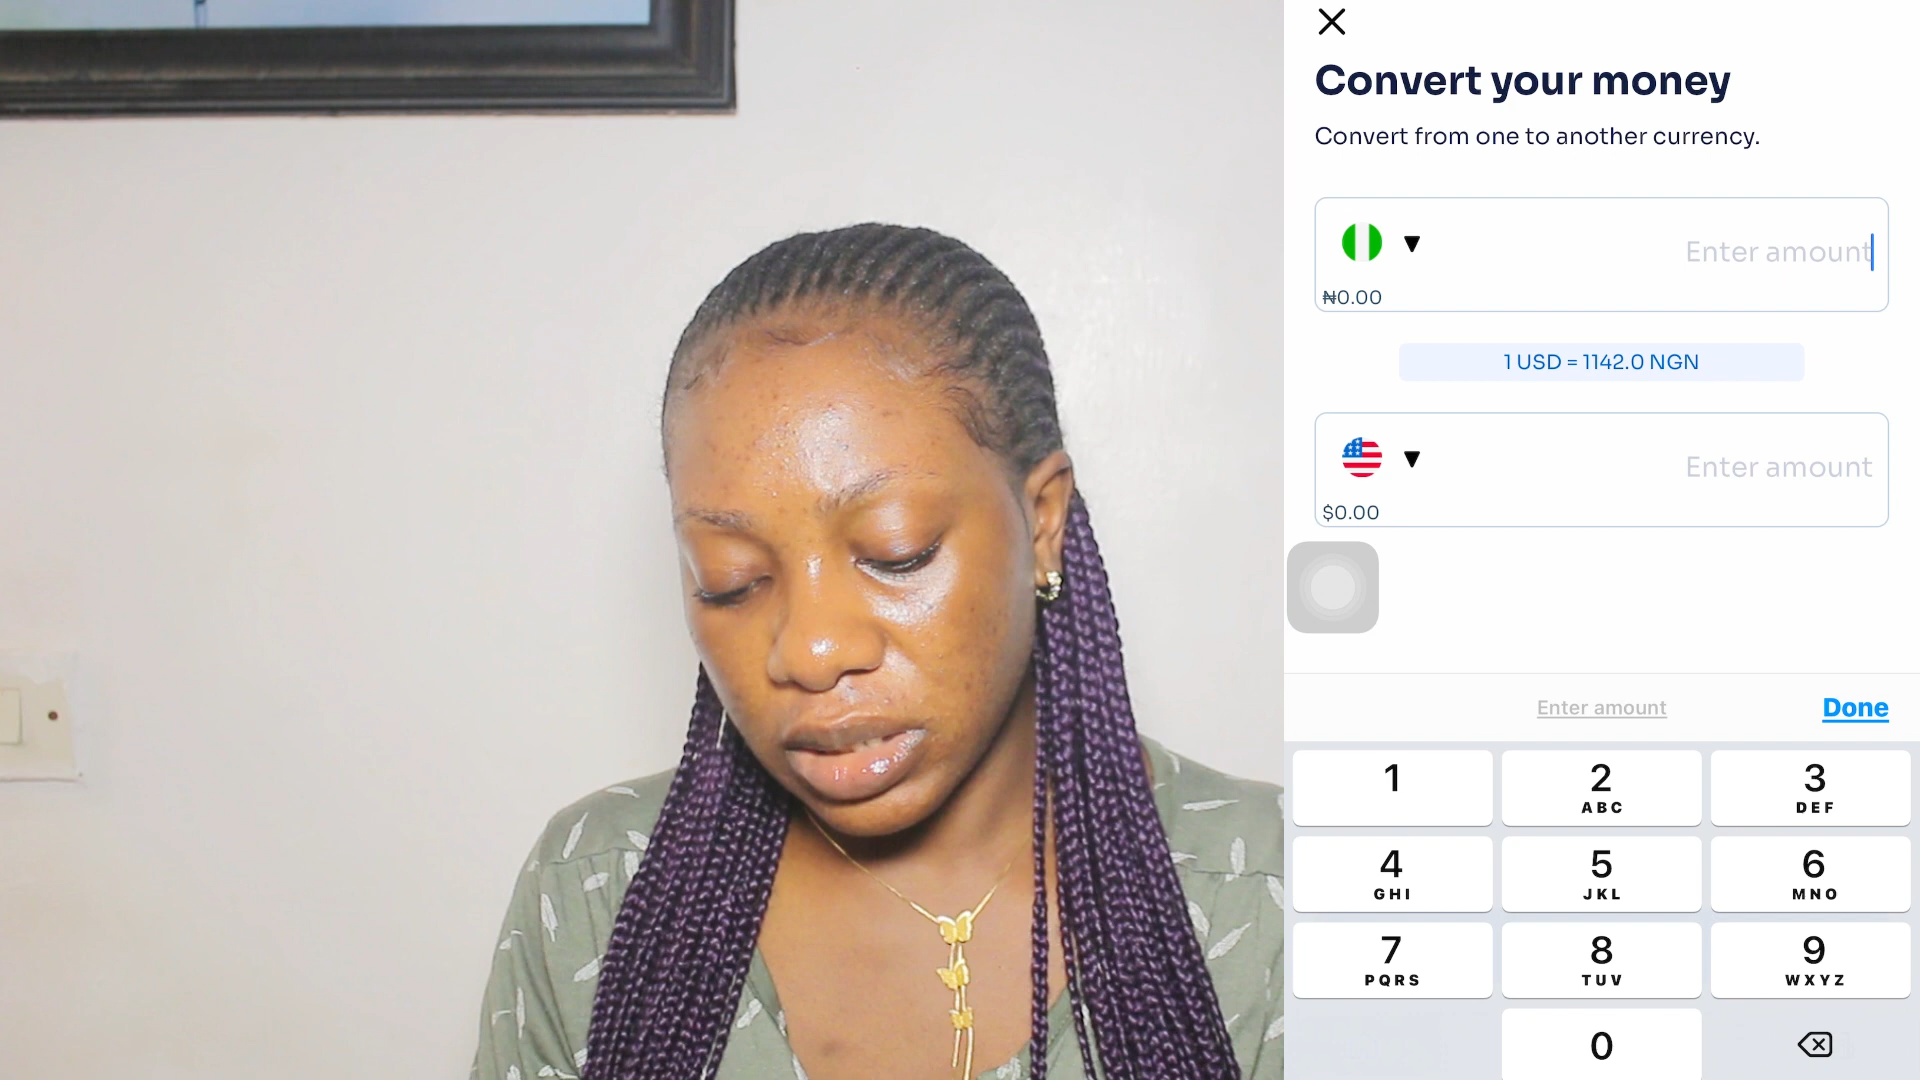 Convert your money
Convert from one to another currency.
Enter amount
₦0.00
1 USD = 1142.0 NGN
Enter amount
$0.00
Enter amount Done
1 2 ABC 3 DEF
4 GHI 5 JKL 6 MNO
7 PQRS 8 TUV 9 WXYZ
0